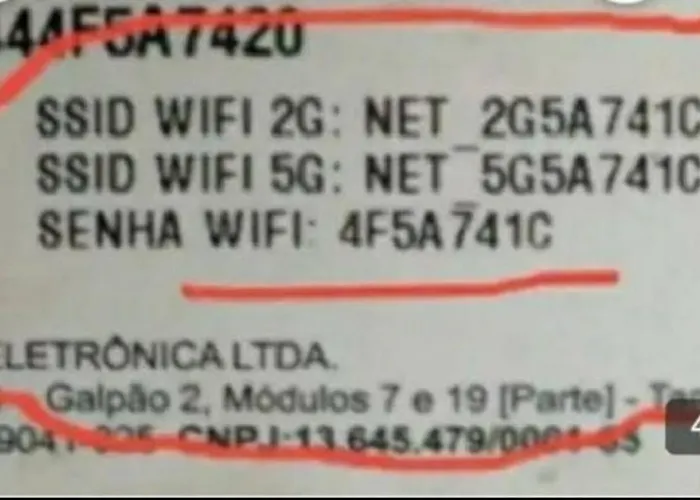 44F5A7420
SSID WIFI 2G: NET_2G5A741C
SSID WIFI 5G: NET_5G5A741C
SENHA WIFI: 4F5A741C
ELETRÔNICA LTDA.
Galpão 2, Módulos 7 e 19 [Parte] -
CNPJ:13.645.479/0001-
4